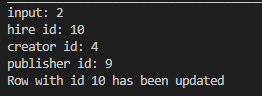 input: 2
hire id: 10
creator id: 4
publisher id: 9
Row with id 10 has been updated